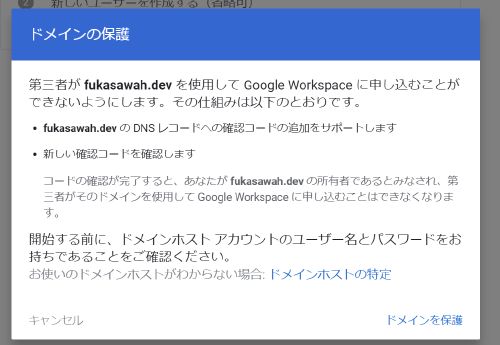 2 新しいユーザーを作成する（省略可）
ドメインの保護
第三者が fukasawah.dev を使用して Google Workspace に申し込むことが
できないようにします。その仕組みは以下のとおりです。
• fukasawah.dev の DNS レコードへの確認コードの追加をサポートします
• 新しい確認コードを確認します
コードの確認が完了すると、あなたが fukasawah.dev の所有者であるとみなされ、第
三者がそのドメインを使用して Google Workspace に申し込むことはできなくなりま
す。
開始する前に、ドメインホスト アカウントのユーザー名とパスワードをお
持ちであることをご確認ください。
お使いのドメインホストがわからない場合: ドメインホストの特定
キャンセル
ドメインを保護